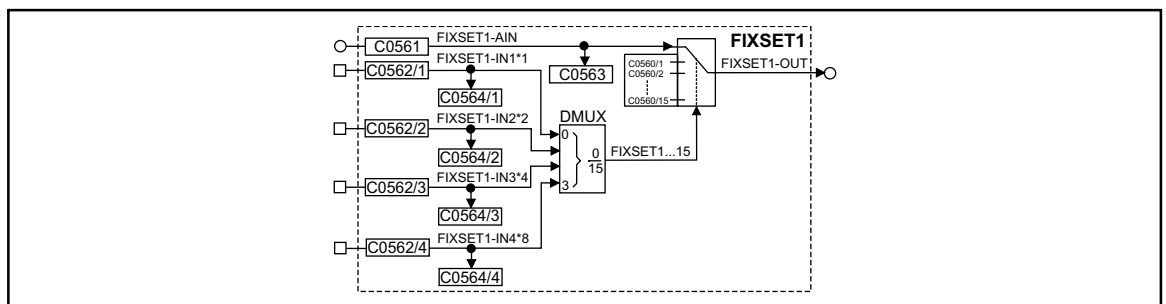 FIXSET1
C0561
FIXSET1-AIN
C0563
C0560/1
C0560/2
C0560/15
FIXSET1-OUT
C0562/1
FIXSET1-IN1*1
C0564/1
DMUX
0
3
0
15
FIXSET1...15
C0562/2
FIXSET1-IN2*2
C0564/2
C0562/3
FIXSET1-IN3*4
C0564/3
C0562/4
FIXSET1-IN4*8
C0564/4